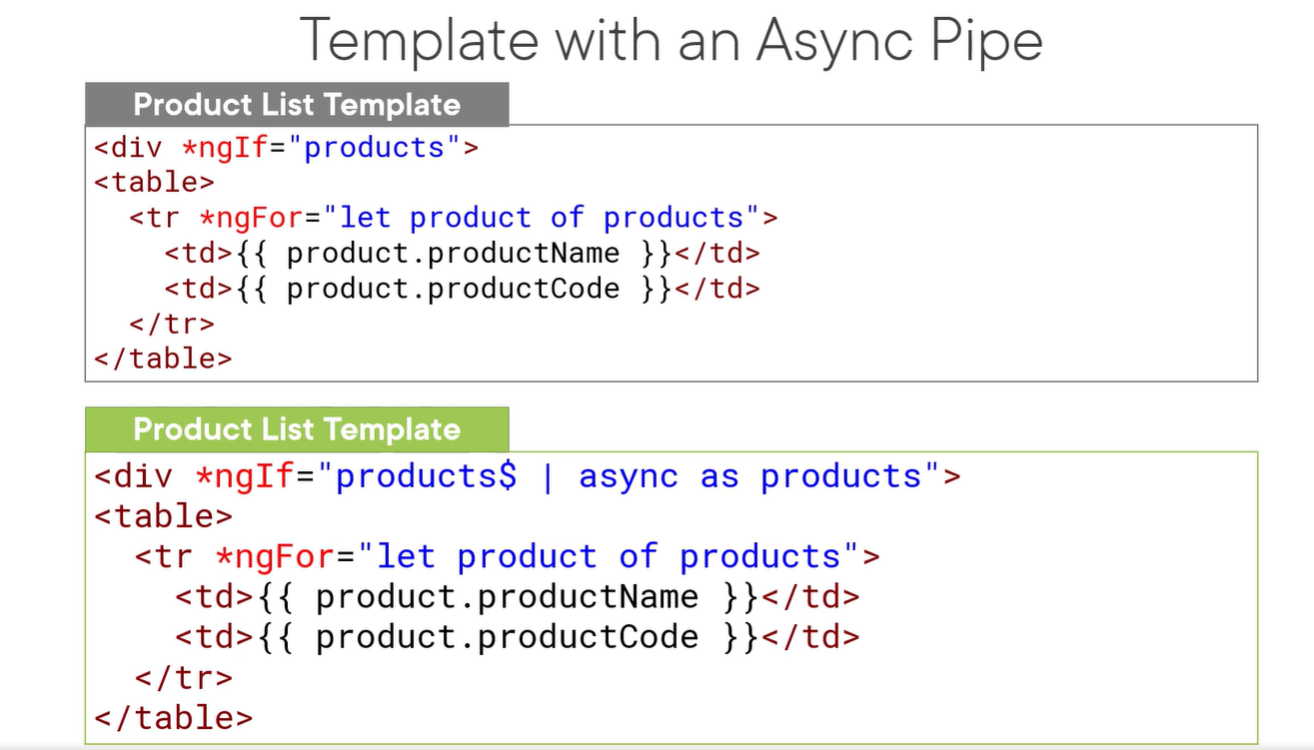 Template with an Async Pipe
Product List Template
<div *ngIf="products">
<table>
  <tr *ngFor="let product of products">
    <td>{{ product.productName }}</td>
    <td>{{ product.productCode }}</td>
  </tr>
</table>
Product List Template
<div *ngIf="products$ | async as products">
<table>
  <tr *ngFor="let product of products">
    <td>{{ product.productName }}</td>
    <td>{{ product.productCode }}</td>
  </tr>
</table>